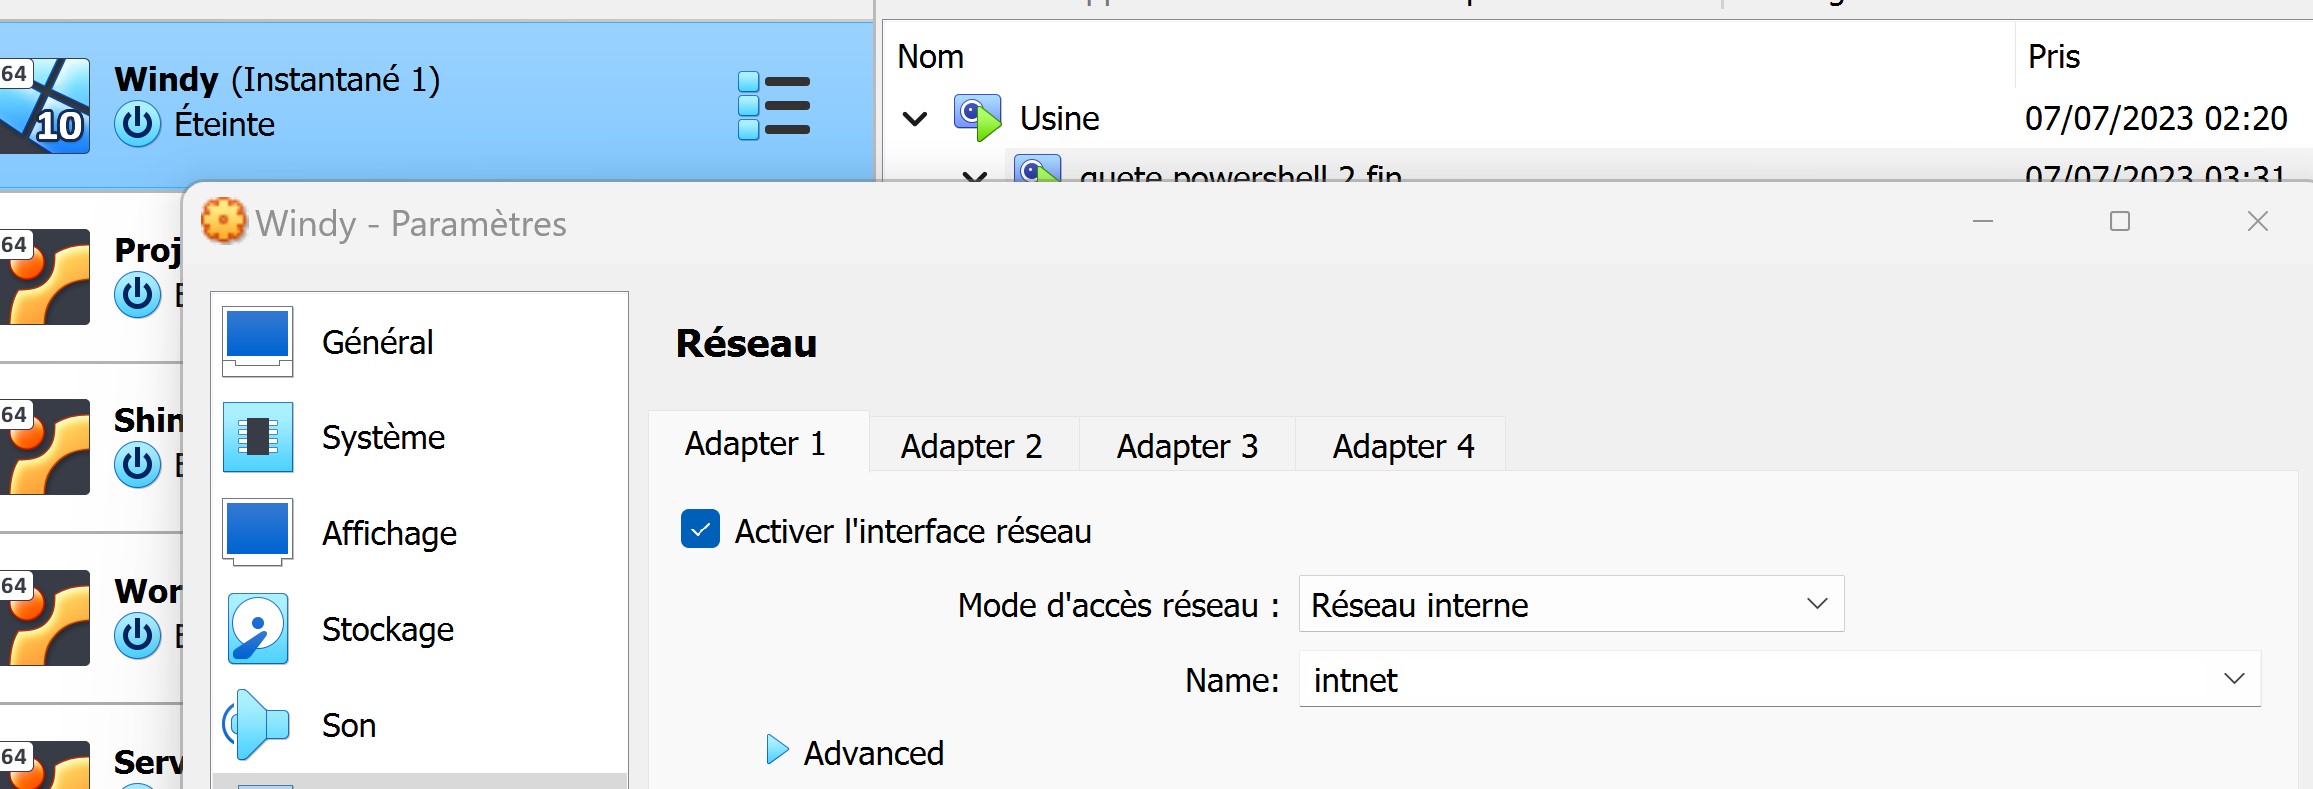 Nom
Pris
64
Windy (Instantané 1)
10
Éteinte
Usine
07/07/2023 02:20
quete powershell 2 fin
07/07/2023 03:31
Windy - Paramètres
64
Proj
64
Shin
64
Wor
64
Serv
Général
Système
Affichage
Stockage
Son
Réseau
Adapter 1
Adapter 2
Adapter 3
Adapter 4
Activer l'interface réseau
Mode d'accès réseau :
Réseau interne
Name:
intnet
Advanced